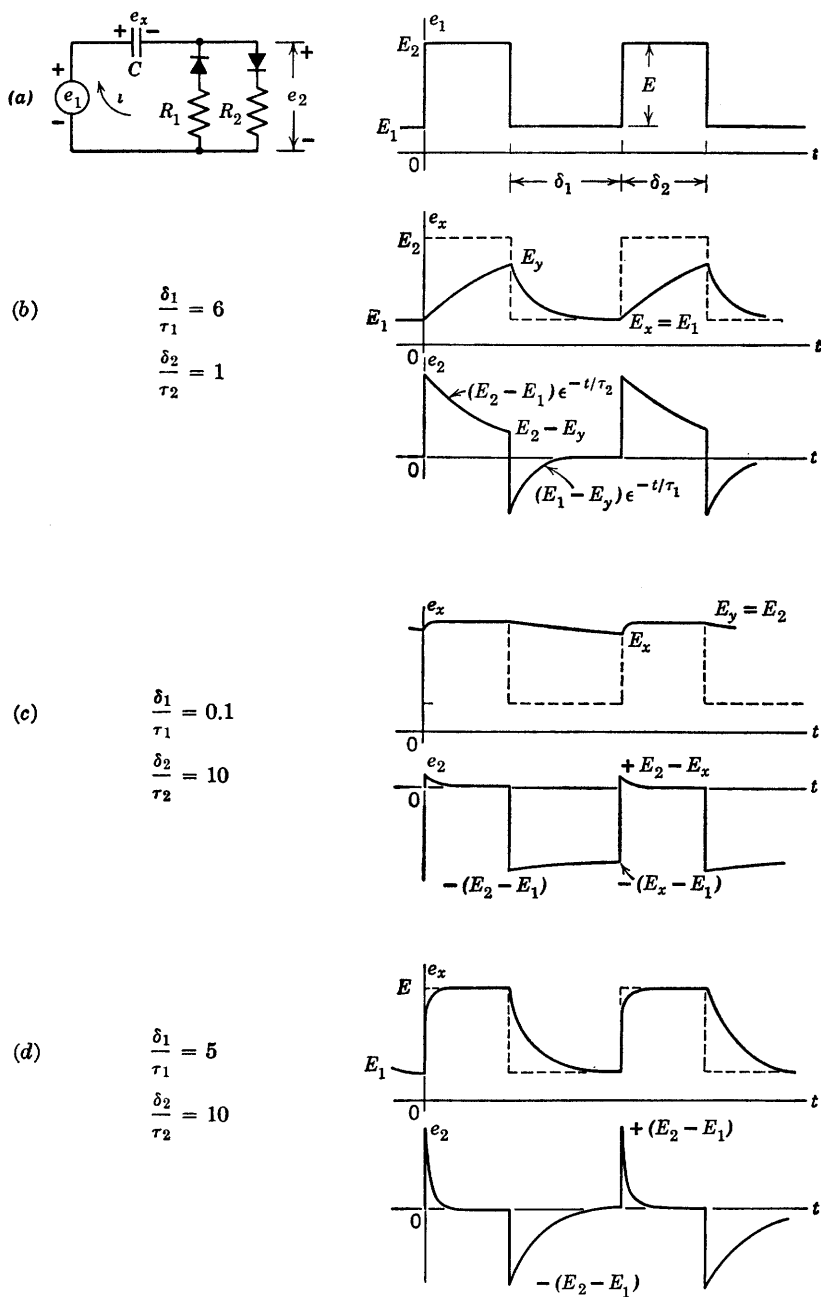 (a)
e_x
+ −
C
+
e_1
−
ι
R_1
R_2
+
e_2
−
e_1
E_2
E
E_1
0
t
δ_1
δ_2
(b)
δ_1/τ_1 = 6
δ_2/τ_2 = 1
e_x
E_2
E_y
E_1
E_x = E_1
0
t
e_2
(E_2 − E_1) ϵ^{−t/τ_2}
E_2 − E_y
0
t
(E_1 − E_y) ϵ^{−t/τ_1}
(c)
δ_1/τ_1 = 0.1
δ_2/τ_2 = 10
e_x
E_y = E_2
E_x
0
t
e_2
+ E_2 − E_x
0
t
− (E_2 − E_1)
− (E_x − E_1)
(d)
δ_1/τ_1 = 5
δ_2/τ_2 = 10
e_x
E
E_1
0
t
e_2
+ (E_2 − E_1)
0
t
− (E_2 − E_1)